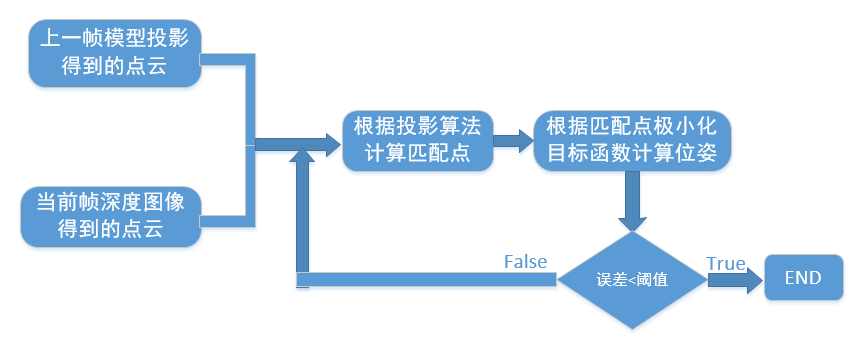 上一帧模型投影
得到的点云
当前帧深度图像
得到的点云
根据投影算法
计算匹配点
根据匹配点极小化
目标函数计算位姿
误差<阈值
False
True
END